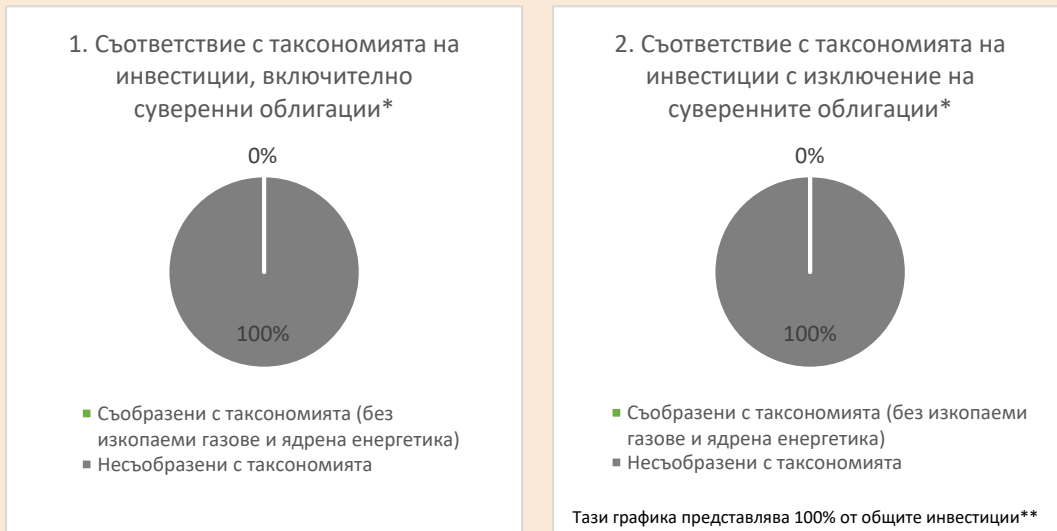 1. Съответствие с таксономията на
инвестиции, включително
суверенни облигации*
0%
100%
Съобразени с таксономията (без
изкопаеми газове и ядрена енергетика)
Несъобразени с таксономията
2. Съответствие с таксономията на
инвестиции с изключение на
суверенните облигации*
0%
100%
Съобразени с таксономията (без изкопаеми
газове и ядрена енергетика)
Несъобразени с таксономията
Тази графика представлява 100% от общите инвестиции**